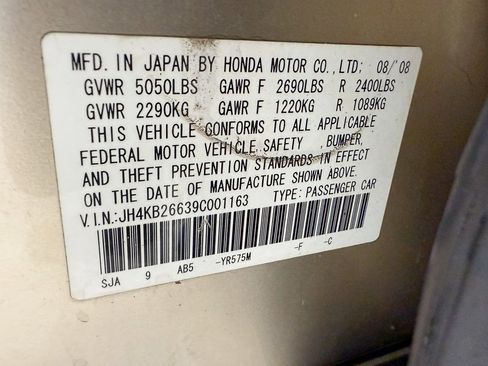 MFD. IN JAPAN BY HONDA MOTOR CO., LTD; 08/'08
GVWR 5050LBS GAWR F 2690LBS R 2400LBS
GVWR 2290KG GAWR F 1220KG R 1089KG
THIS VEHICLE CONFORMS TO ALL APPLICABLE
FEDERAL MOTOR VEHICLE SAFETY BUMPER,
AND THEFT PREVENTION STANDARDS IN EFFECT
ON THE DATE OF MANUFACTURE SHOWN ABOVE.
V.I.N.:JH4KB26639C001163 TYPE: PASSENGER CAR
SJA 9 AB5 -YR575M -F -C